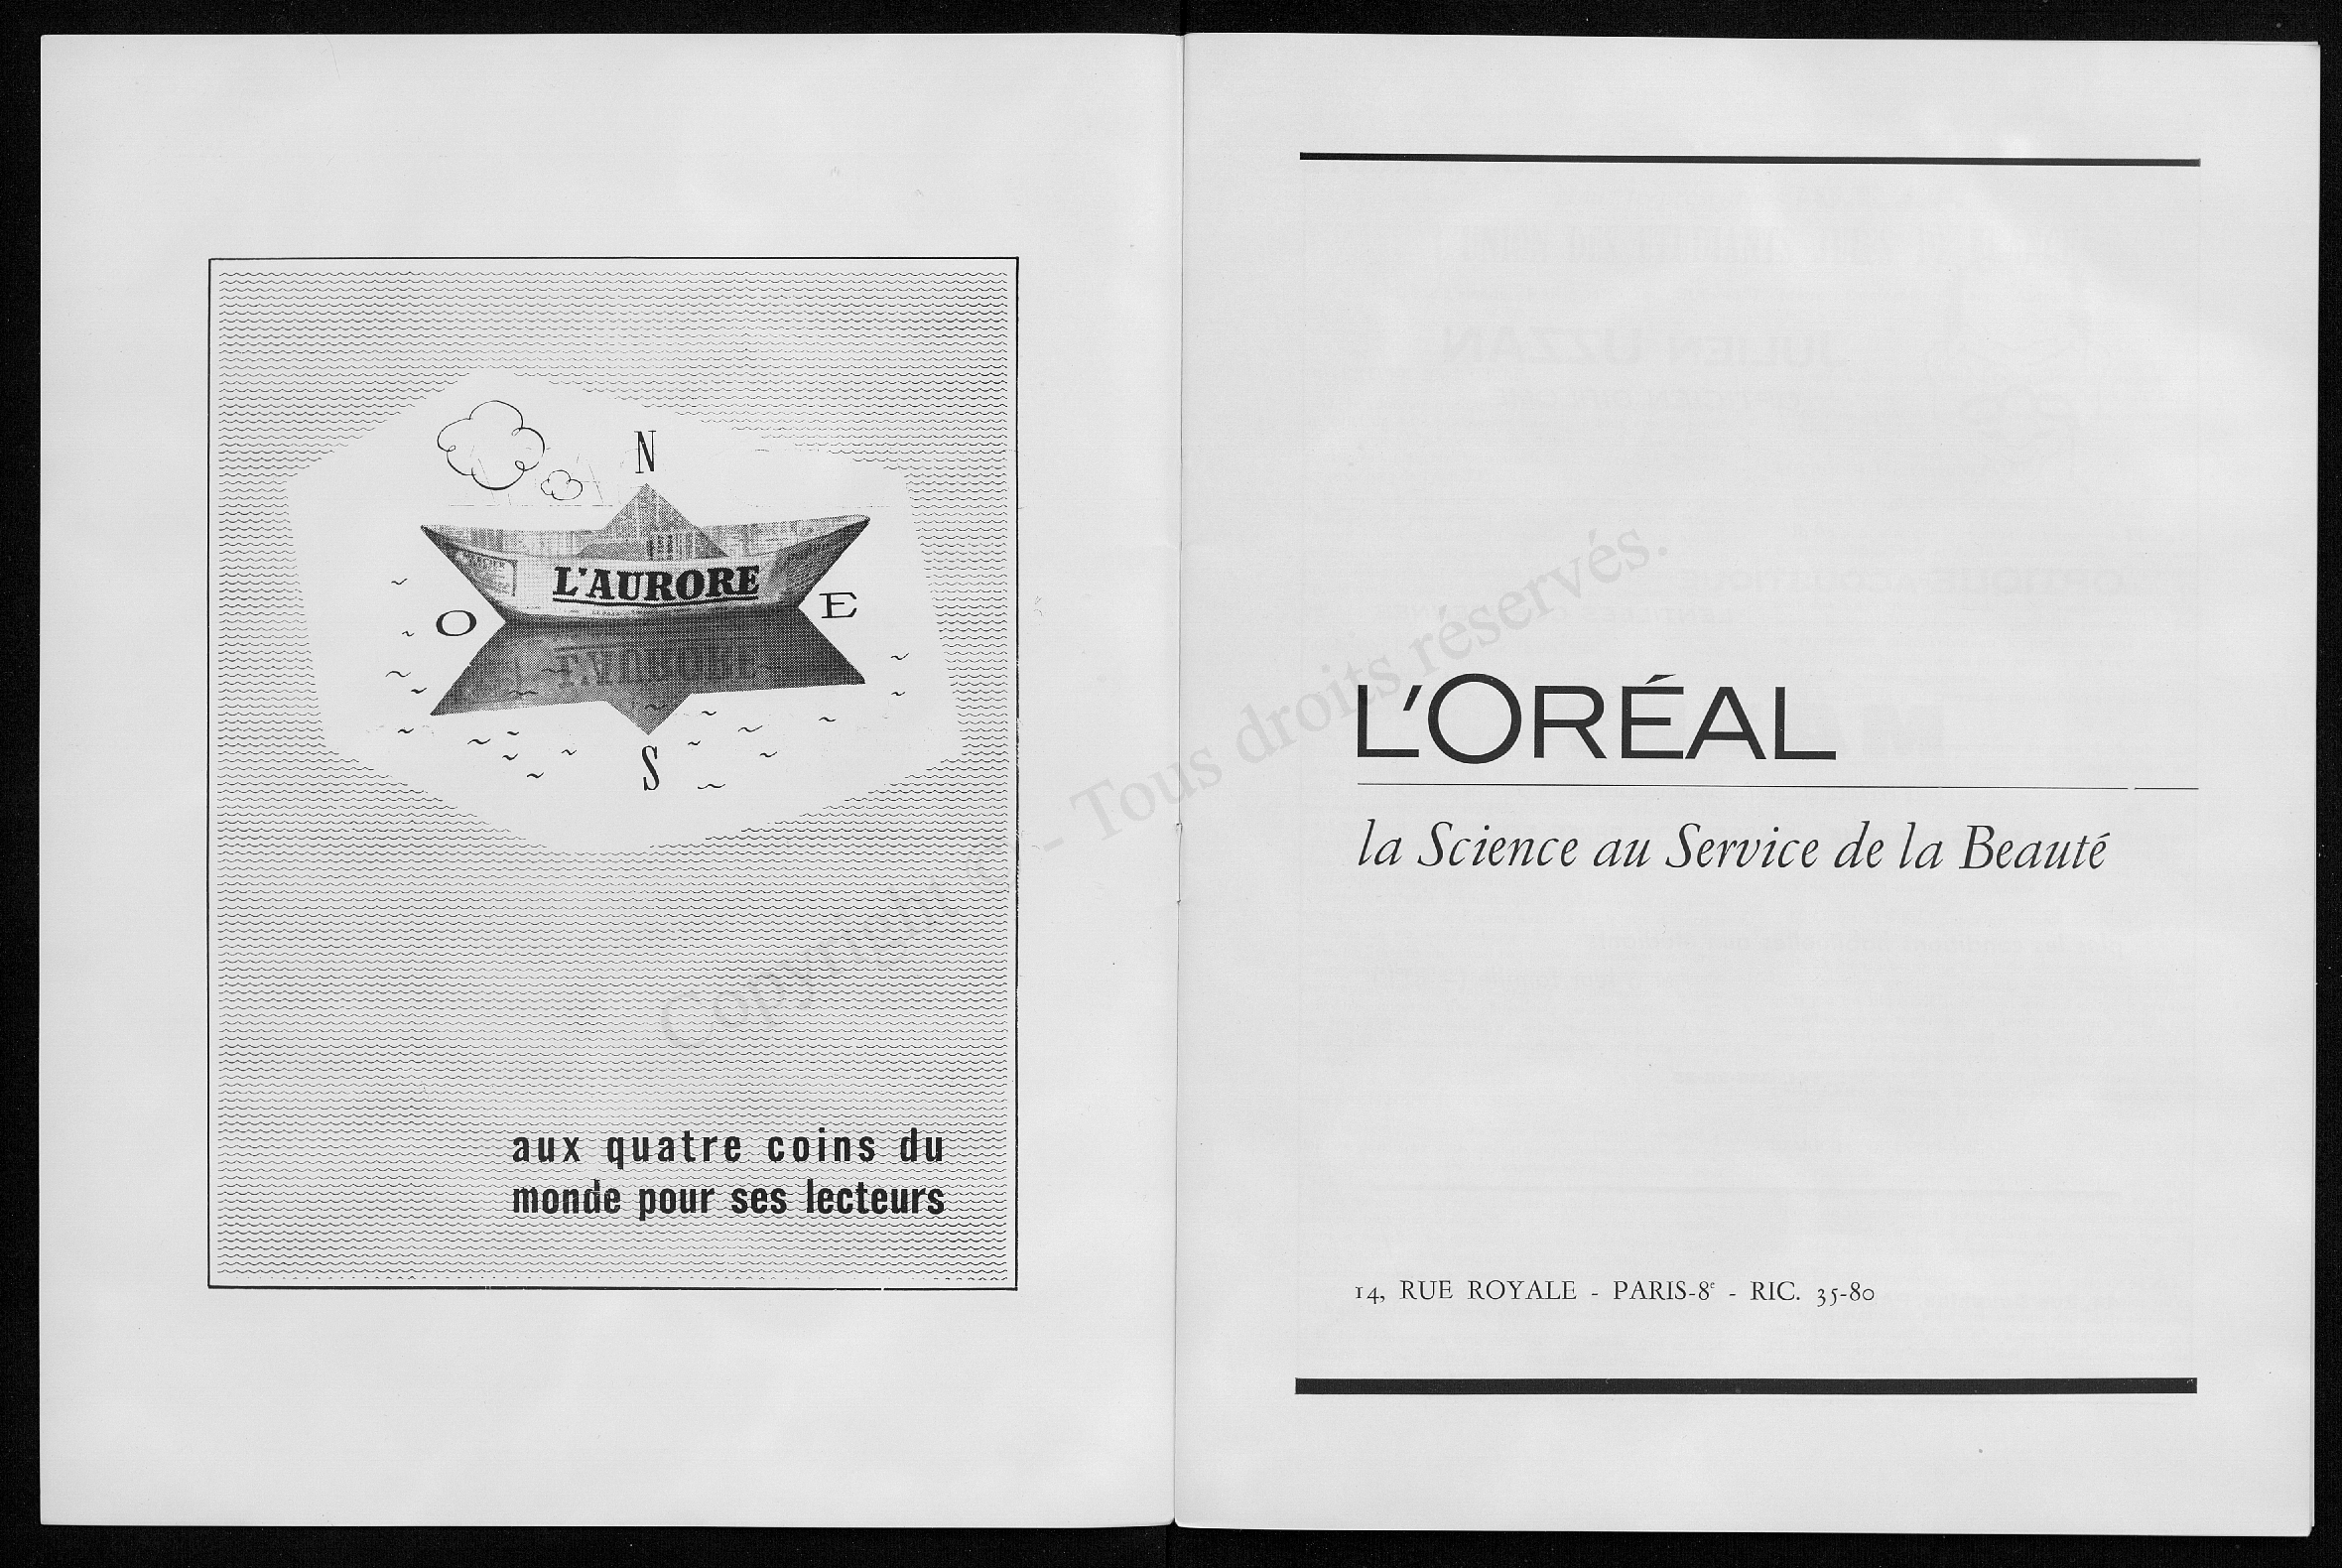 N
L'AURORE
O
E
S
aux quatre coins du
monde pour ses lecteurs
L'ORÉAL
la Science au Service de la Beauté
14, RUE ROYALE - PARIS-8e - RIC. 35-80
Copyright © - Tous droits réservés.